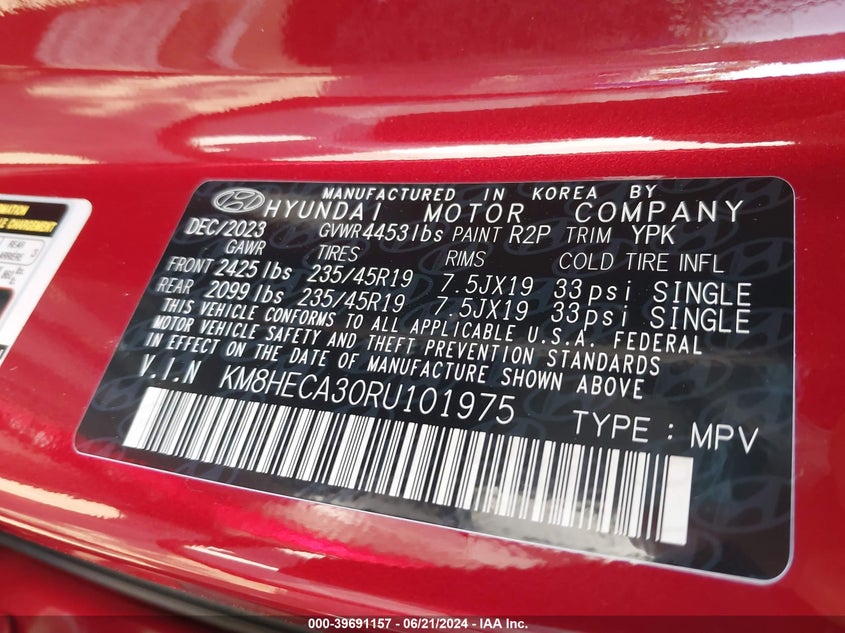 MANUFACTURED IN KOREA BY
HYUNDAI MOTOR COMPANY
DEC/2023 GVWR 4453lbs PAINT R2P TRIM YPK
GAWR TIRES RIMS COLD TIRE INFL
FRONT 2425lbs 235/45R19 7.5JX19 33psi SINGLE
REAR 2099lbs 235/45R19 7.5JX19 33psi SINGLE
THIS VEHICLE CONFORMS TO ALL APPLICABLE U.S.A. FEDERAL
MOTOR VEHICLE SAFETY AND THEFT PREVENTION STANDARDS
IN EFFECT ON THE DATE OF MANUFACTURE SHOWN ABOVE
V.I.N KM8HECA30RU101975
TYPE : MPV
REAR
ARRIERE
000-39691157 - 06/21/2024 - IAA Inc.